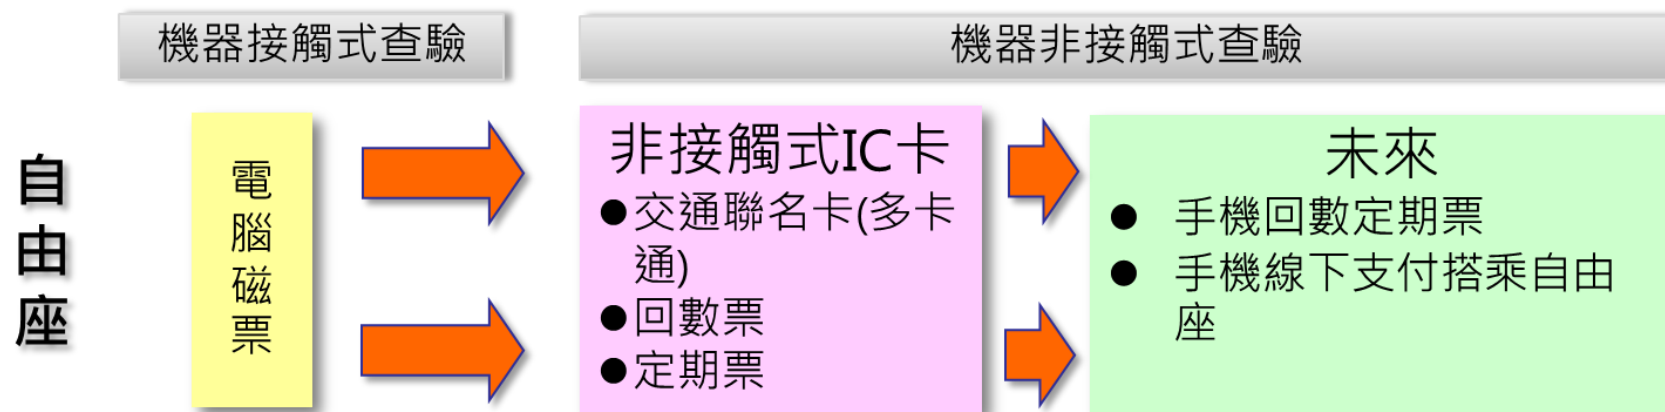 機器接觸式查驗
機器非接觸式查驗
自由座
電腦磁票
非接觸式IC卡
●交通聯名卡(多卡
通)
●回數票
●定期票
未來
● 手機回數定期票
● 手機線下支付搭乘自由
座